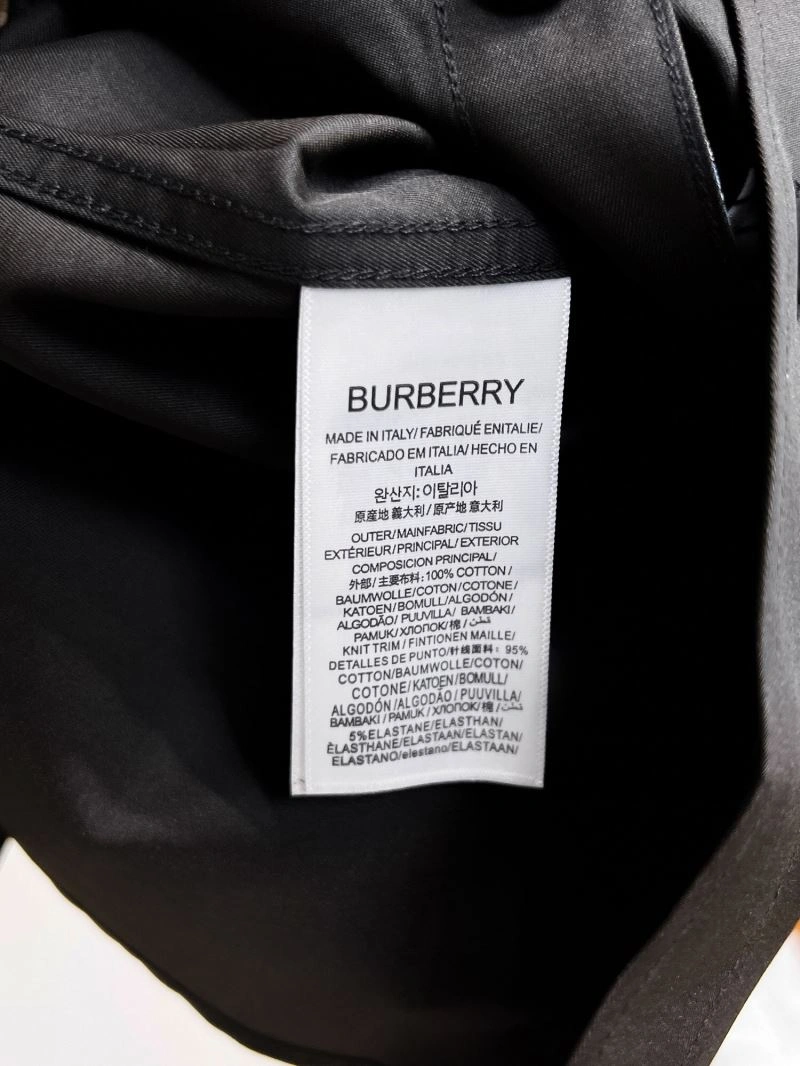 BURBERRY
MADE IN ITALY/ FABRIQUÉ ENITALIE/
FABRICADO EM ITALIA/ HECHO EN
ITALIA
완산지: 이탈리아
原産地 義大利 / 原产地 意大利
OUTER/MAINFABRIC/TISSU
EXTÉRIEUR/PRINCIPAL/EXTERIOR
COMPOSICION PRINCIPAL/
外部/主要布料:100% COTTON /
BAUMWOLLE/COTON/COTONE/
KATOEN/BOMULL/ALGODÓN/
ALGODÃO/ PUUVILLA/ BAMBAKI/
PAMUK/ХЛОПОК/棉/قطن/
KNIT TRIM / FINTIONEN MAILLE/
DETALLES DE PUNTO/针线面料: 95%
COTTON/BAUMWOLLE/COTON/
COTONE/KATOEN/BOMULL/
ALGODÓN /ALGODÃO / PUUVILLA/
BAMBAKI / PAMUK / ХЛОПОК/ 棉 / قطن/
5%ELASTANE/ELASTHAN/
ÈLASTHANE/ELASTAAN/ELASTAN/
ELASTANO/elestano/ELASTAAN/